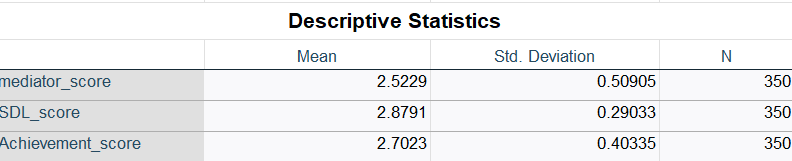 Descriptive Statistics
Mean Std. Deviation N
mediator_score 2.5229 0.50905 350
SDL_score 2.8791 0.29033 350
Achievement_score 2.7023 0.40335 350